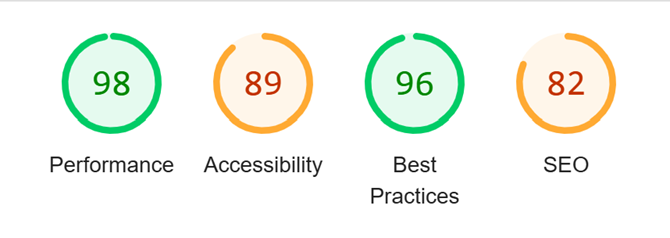 98
89
96
82
Performance
Accessibility
Best
Practices
SEO